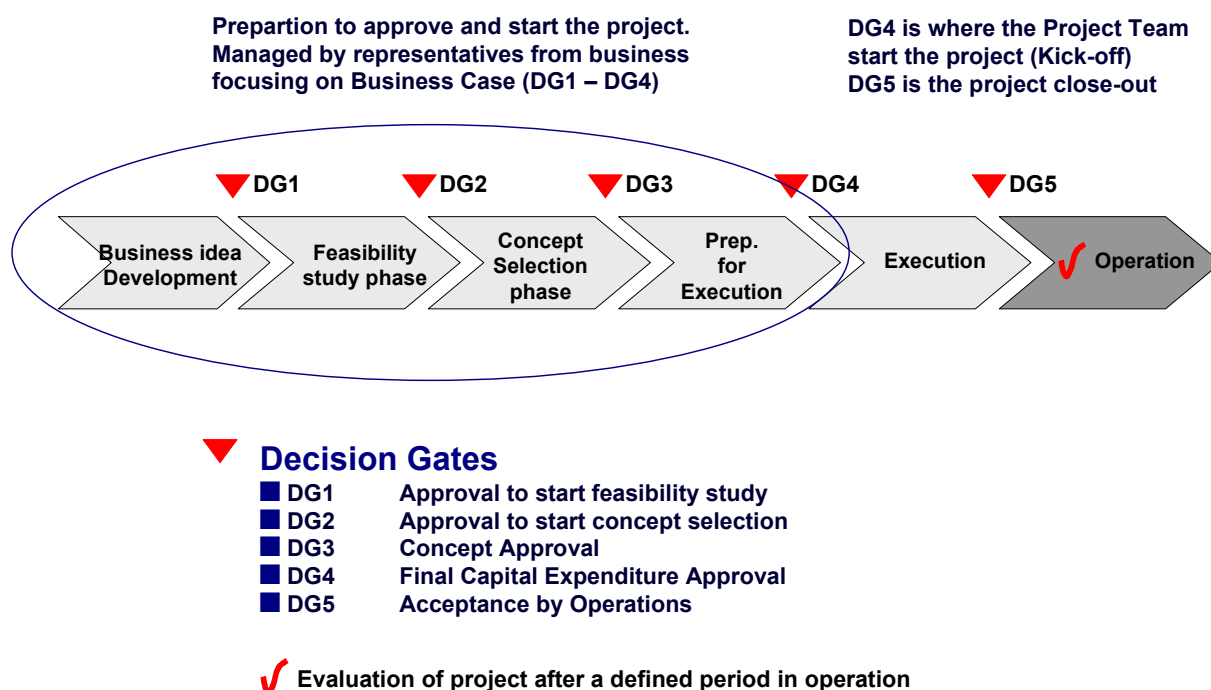 Prepartion to approve and start the project.
Managed by representatives from business
focusing on Business Case (DG1 – DG4)
DG4 is where the Project Team
start the project (Kick-off)
DG5 is the project close-out
DG1
DG2
DG3
DG4
DG5
Business idea
Development
Feasibility
study phase
Concept
Selection
phase
Prep.
for
Execution
Execution
Operation
Decision Gates
DG1 Approval to start feasibility study
DG2 Approval to start concept selection
DG3 Concept Approval
DG4 Final Capital Expenditure Approval
DG5 Acceptance by Operations
Evaluation of project after a defined period in operation